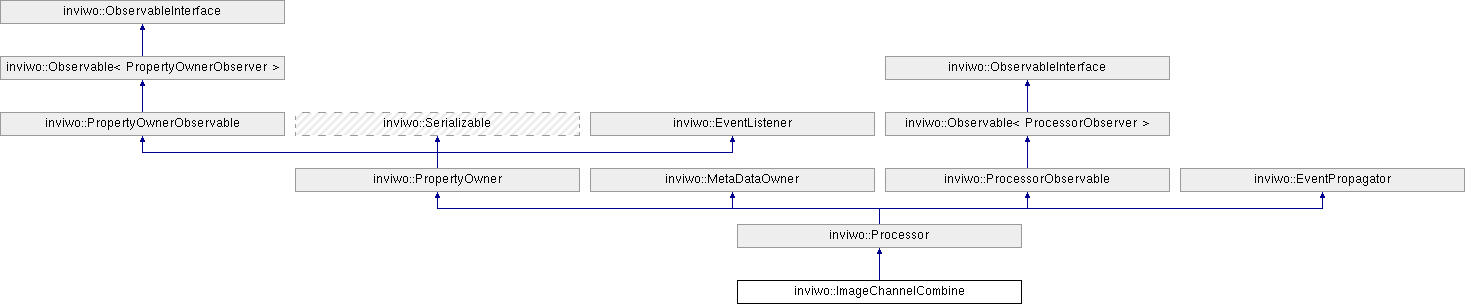 inviwo::ObservableInterface
inviwo::Observable< PropertyOwnerObserver >
inviwo::ObservableInterface
inviwo::PropertyOwnerObservable
inviwo::Serializable
inviwo::EventListener
inviwo::Observable< ProcessorObserver >
inviwo::PropertyOwner
inviwo::MetaDataOwner
inviwo::ProcessorObservable
inviwo::EventPropagator
inviwo::Processor
inviwo::ImageChannelCombine